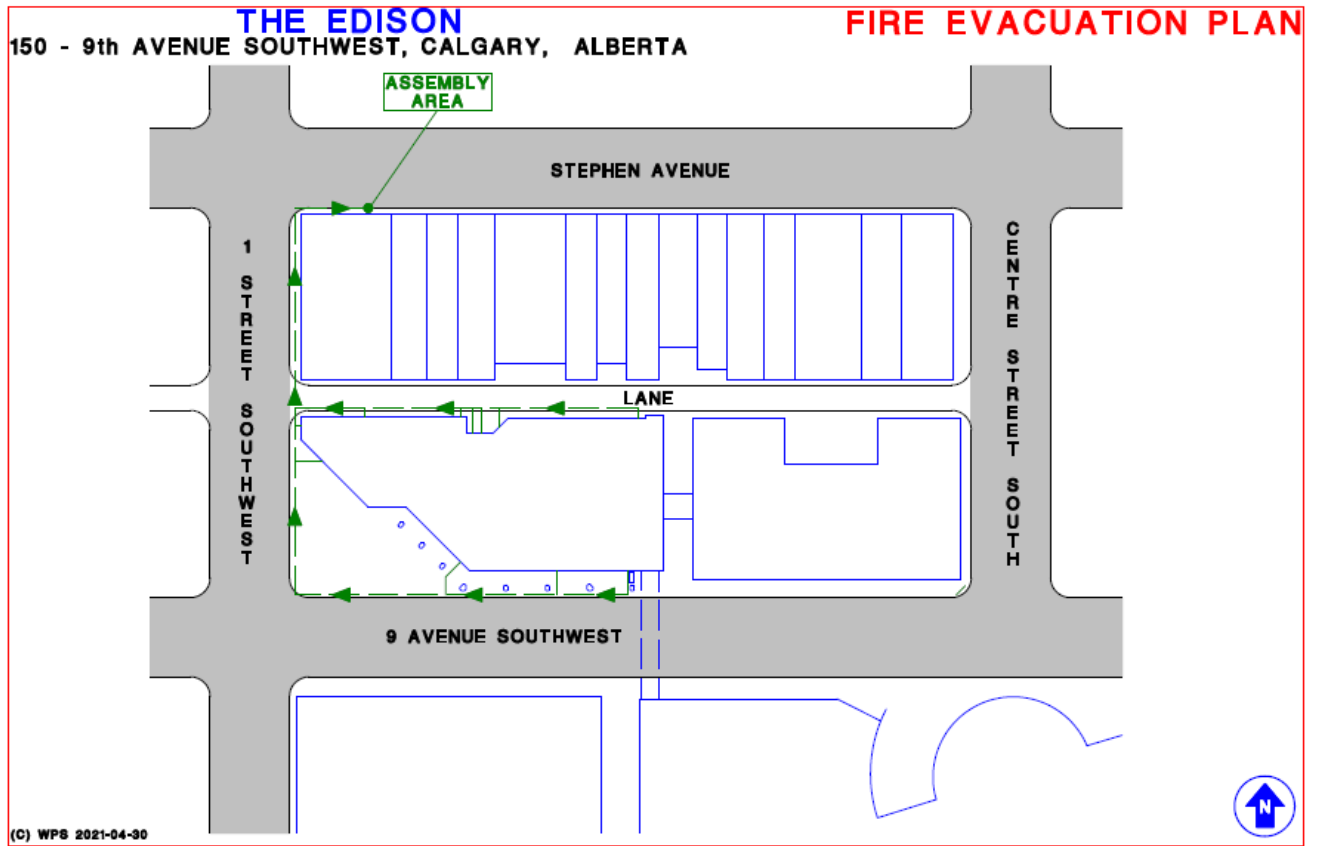 THE EDISON
FIRE EVACUATION PLAN
150 - 9th AVENUE SOUTHWEST, CALGARY, ALBERTA
ASSEMBLY
AREA
STEPHEN AVENUE
1 STREET SOUTHWEST
CENTRE STREET SOUTH
LANE
9 AVENUE SOUTHWEST
N
(C) WPS 2021-04-30